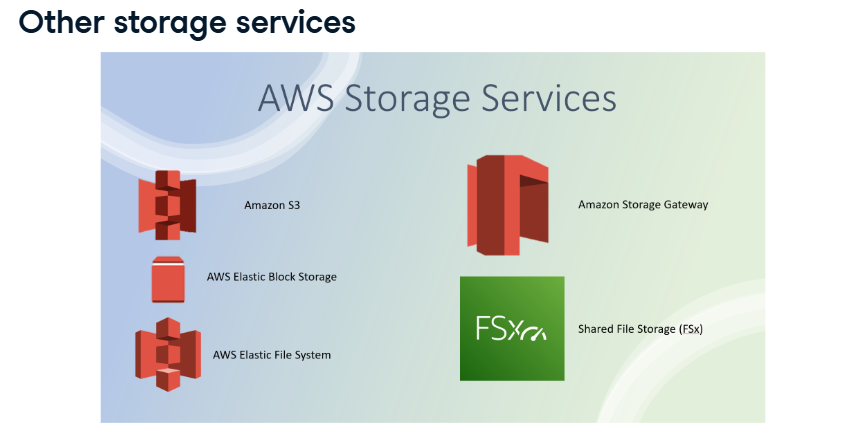 Other storage services
AWS Storage Services
Amazon S3
AWS Elastic Block Storage
AWS Elastic File System
Amazon Storage Gateway
FSx
Shared File Storage (FSx)